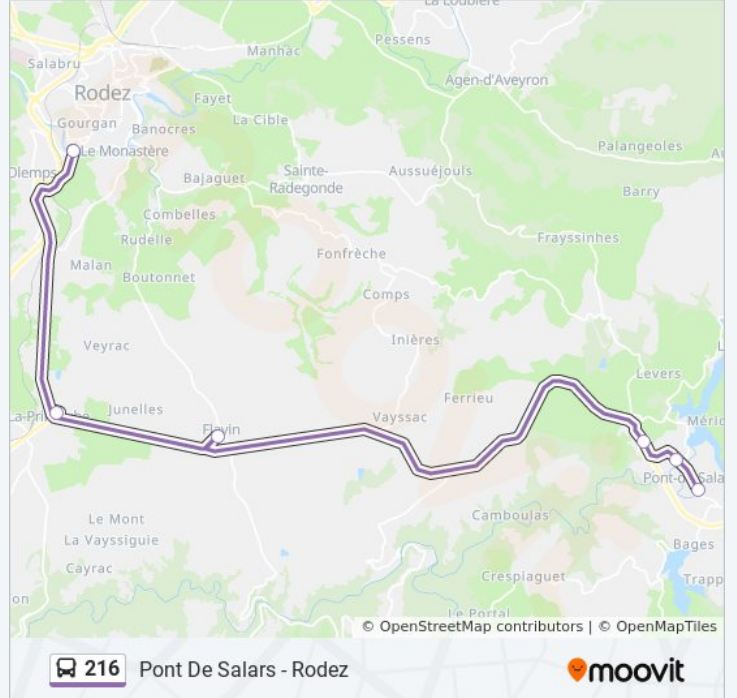 La Loubière
Pessens
Manhac
Salabru
Agen-d'Aveyron
Rodez
Fayet
La Cible
Gourgan
Banocres
Palangeoles
Le Monastère
Olemps
Sainte-
Radegonde
Aussuéjouls
Bajaguet
Barry
Combelles
Rudelle
Frayssinhes
Fonfrèche
Malan
Boutonnet
Comps
Inières
Veyrac
Levers
Ferrieu
Junelles
Vayssac
Flavin
Pont-d
Sala
Camboulas
Le Mont
La Vayssiguie
Bages
Cayrac
Crespiaguet
Trapp
on
Le Portal
© OpenStreetMap contributors | © OpenMapTiles
216 Pont De Salars - Rodez moovit